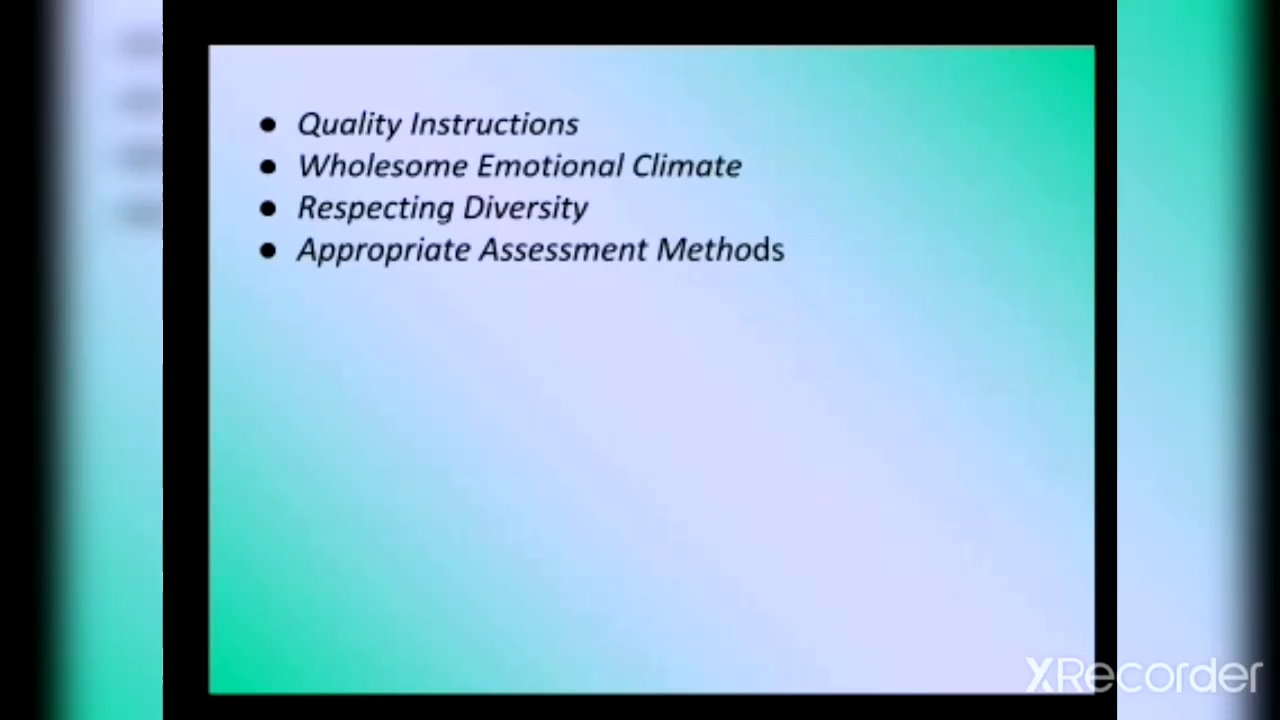 ● Quality Instructions
● Wholesome Emotional Climate
● Respecting Diversity
● Appropriate Assessment Methods
XRecorder